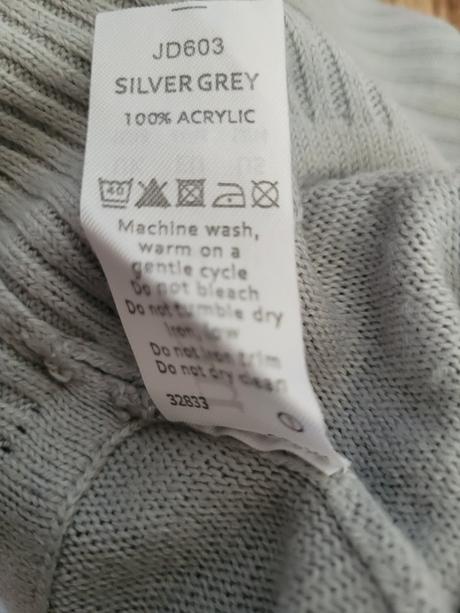 JD603
SILVER GREY
100% ACRYLIC
40
Machine wash,
warm on a
gentle cycle
Do not bleach
Do not tumble dry
Iron, low
Do not iron trim
Do not dry clean
32833